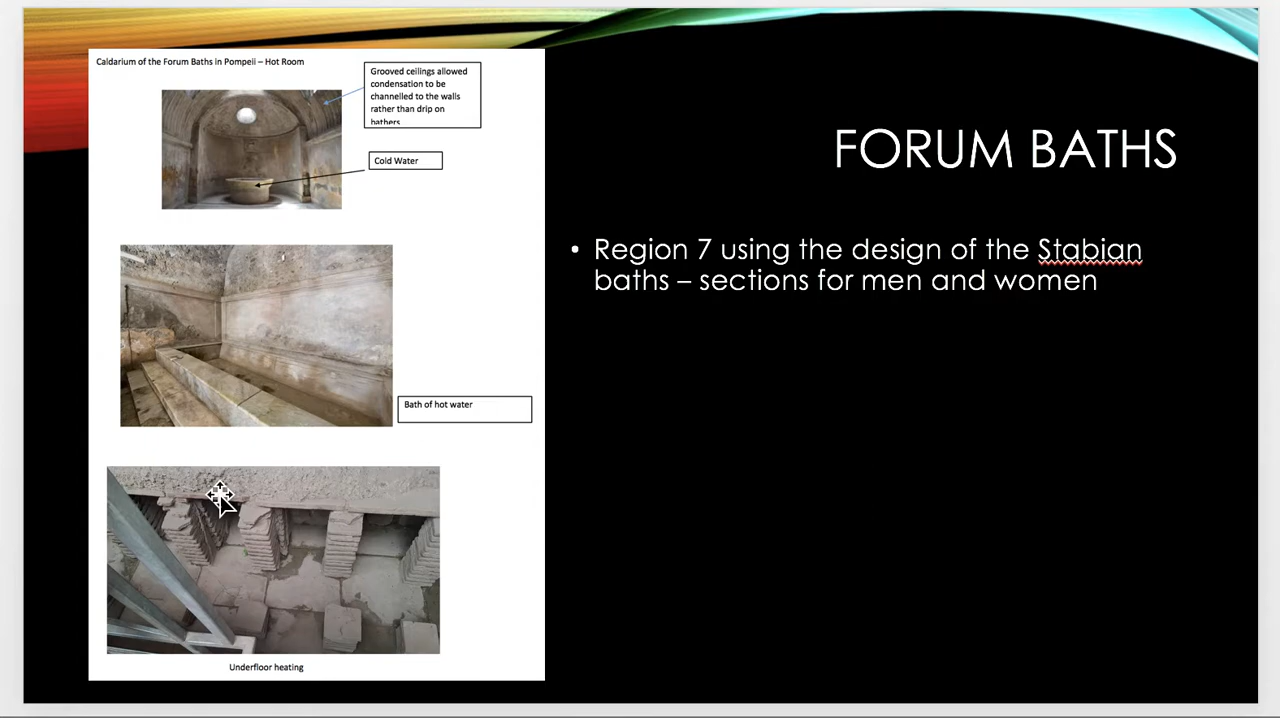 Caldarium of the Forum Baths in Pompeii – Hot Room
Grooved ceilings allowed
condensation to be
channelled to the walls
rather than drip on
bathers
Cold Water
Bath of hot water
Underfloor heating
FORUM BATHS
• Region 7 using the design of the Stabian
baths – sections for men and women